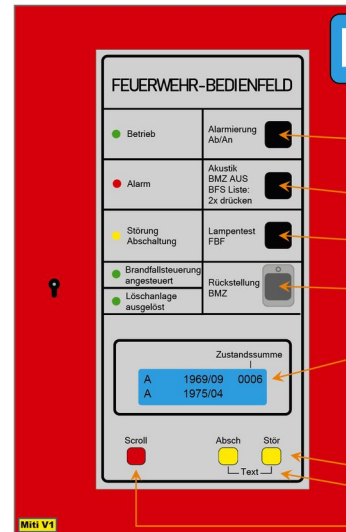 FEUERWEHR-BEDIENFELD
Betrieb
Alarmierung
Ab/An
Alarm
Akustik
BMZ AUS
BFS Liste:
2x drücken
Störung
Abschaltung
Lampentest
FBF
Brandfallsteuerung
angesteuert
Löschanlage
ausgelöst
Rückstellung
BMZ
Zustandssumme
A 1969/09 0006
A 1975/04
Scroll
Absch Stör
Text
Miti V1